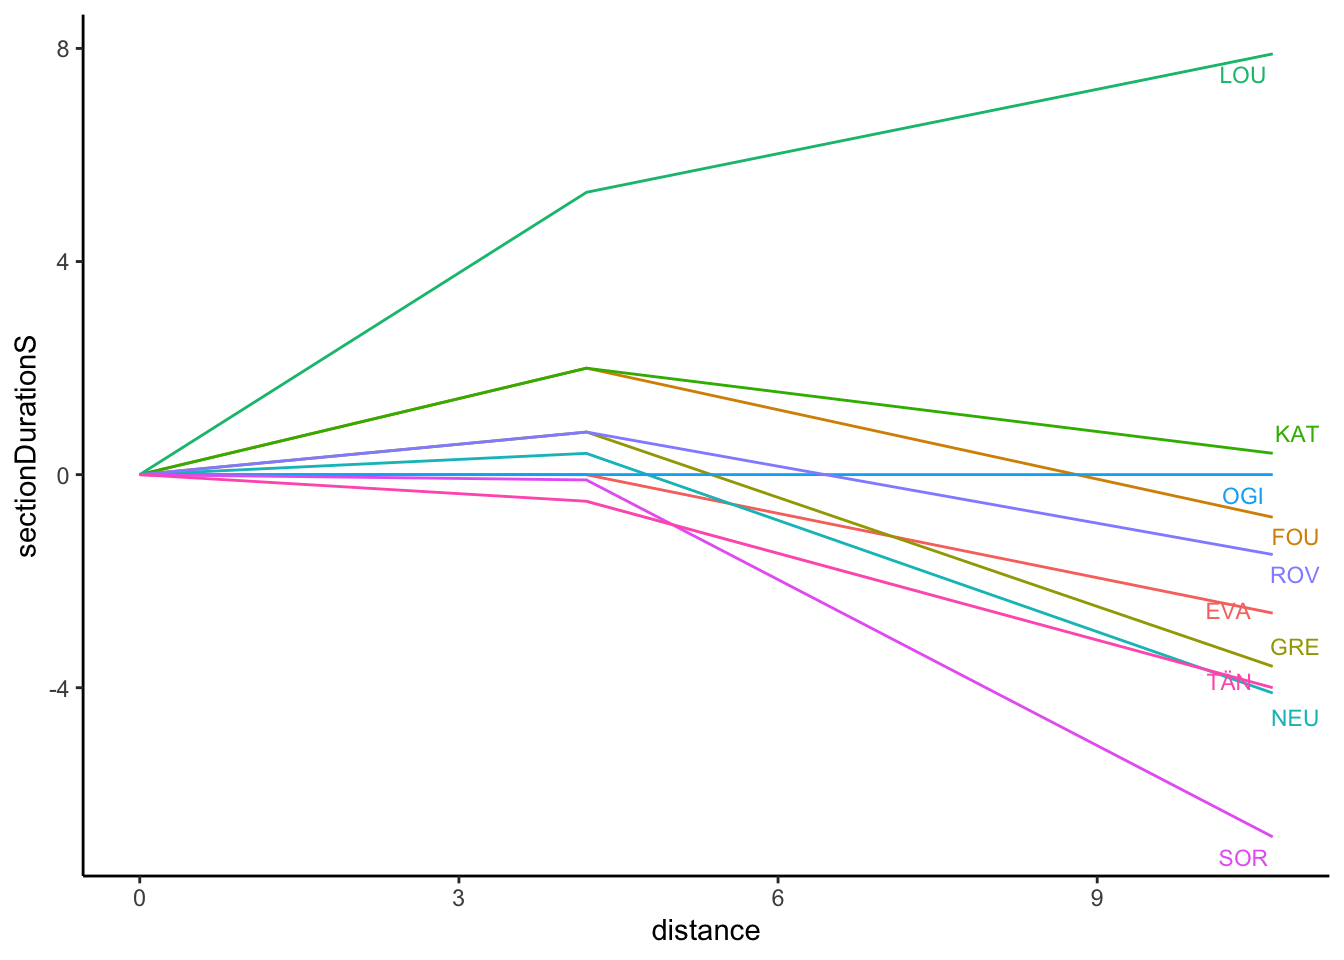 8
LOU
4
sectionDurationS
KAT
0
OGI
FOU
ROV
EVA
GRE
-4
TÄN
NEU
SOR
0 3 6 9
distance